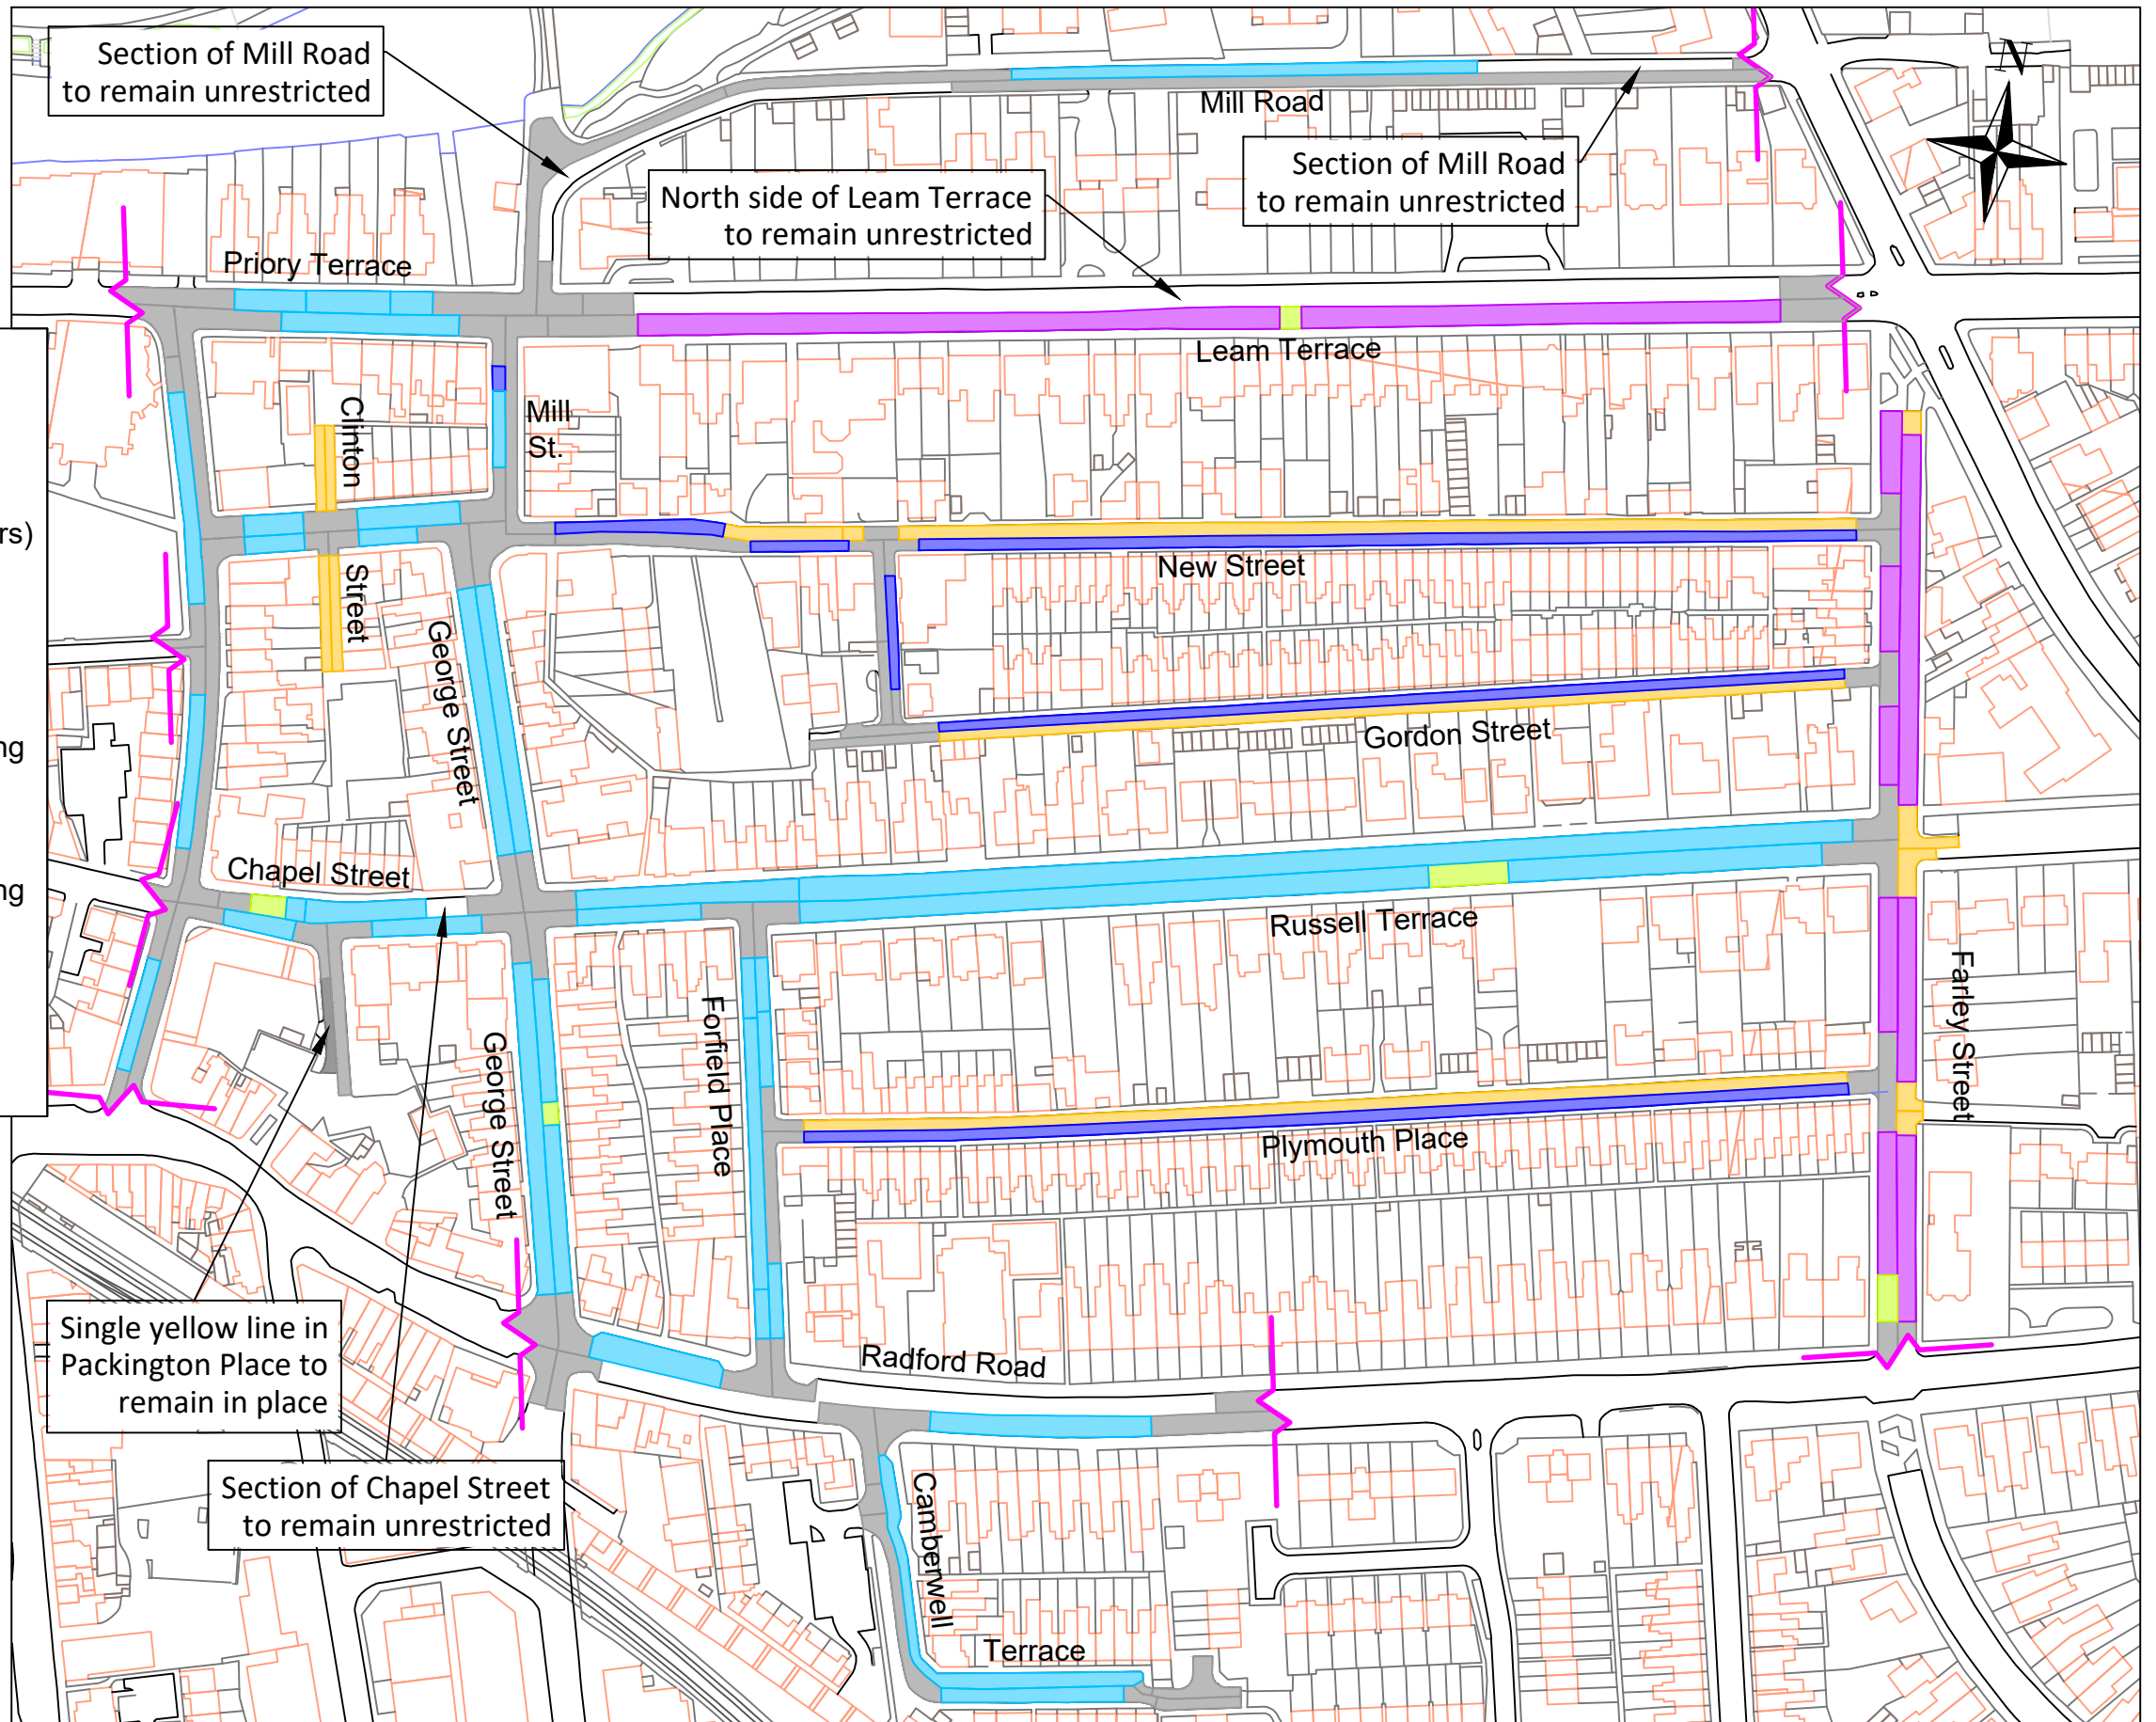 Section of Mill Road
to remain unrestricted
N
Mill Road
Section of Mill Road
to remain unrestricted
North side of Leam Terrace
to remain unrestricted
Priory Terrace
Leam Terrace
Clinton
Street
Mill
St.
rs)
New Street
George Street
Gordon Street
ng
Chapel Street
ng
Russell Terrace
Farley Street
Forfield Place
George Street
Plymouth Place
Single yellow line in
Packington Place to
remain in place
Radford Road
Section of Chapel Street
to remain unrestricted
Camberwell
Terrace